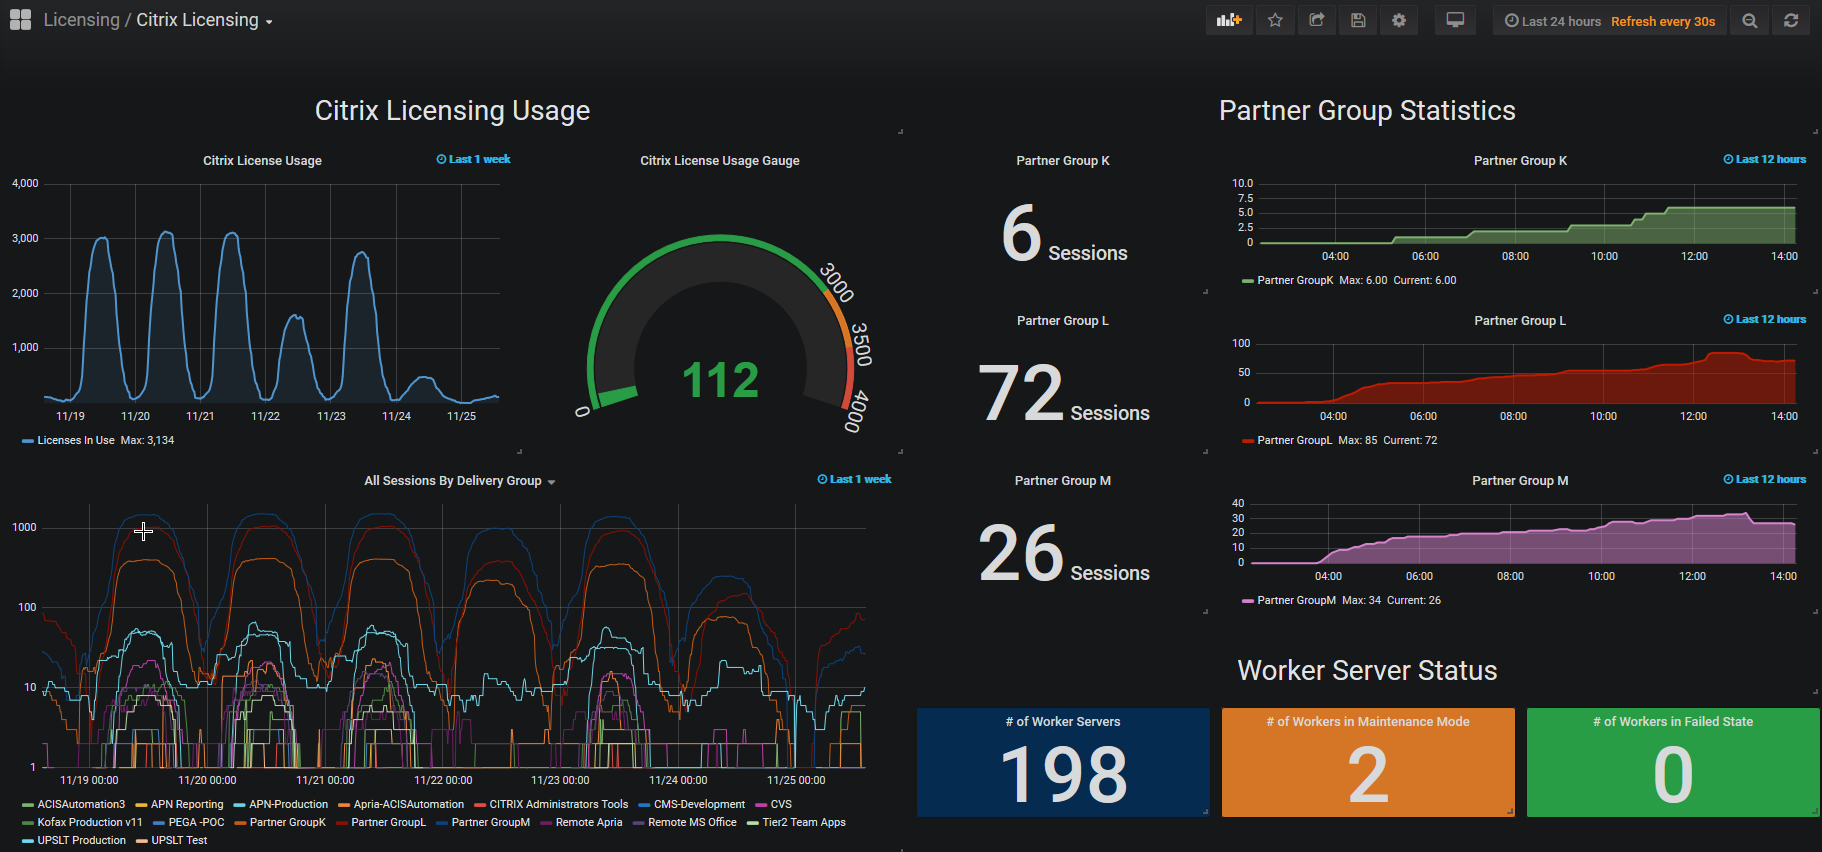 Licensing / Citrix Licensing
Last 24 hours Refresh every 30s
Citrix Licensing Usage
Partner Group Statistics
Citrix License Usage
Last 1 week
4,000
3,000
2,000
1,000
11/19 11/20 11/21 11/22 11/23 11/24 11/25
Licenses In Use Max: 3,134
Citrix License Usage Gauge
0
3000
3500
4000
112
Partner Group K
6 Sessions
Partner Group K
Last 12 hours
10.0
7.5
5.0
2.5
0
04:00 06:00 08:00 10:00 12:00 14:00
Partner GroupK Max: 6.00 Current: 6.00
Partner Group L
72 Sessions
Partner Group L
Last 12 hours
100
50
0
04:00 06:00 08:00 10:00 12:00 14:00
Partner GroupL Max: 85 Current: 72
All Sessions By Delivery Group
Last 1 week
1000
100
10
1
11/19 00:00 11/20 00:00 11/21 00:00 11/22 00:00 11/23 00:00 11/24 00:00 11/25 00:00
ACISAutomation3 APN Reporting APN-Production Apria-ACISAutomation CITRIX Administrators Tools CMS-Development CVS
Kofax Production v11 PEGA -POC Partner GroupK Partner GroupL Partner GroupM Remote Apria Remote MS Office Tier2 Team Apps
UPSLT Production UPSLT Test
Partner Group M
26 Sessions
Partner Group M
Last 12 hours
40
30
20
10
0
04:00 06:00 08:00 10:00 12:00 14:00
Partner GroupM Max: 34 Current: 26
Worker Server Status
# of Worker Servers
198
# of Workers in Maintenance Mode
2
# of Workers in Failed State
0